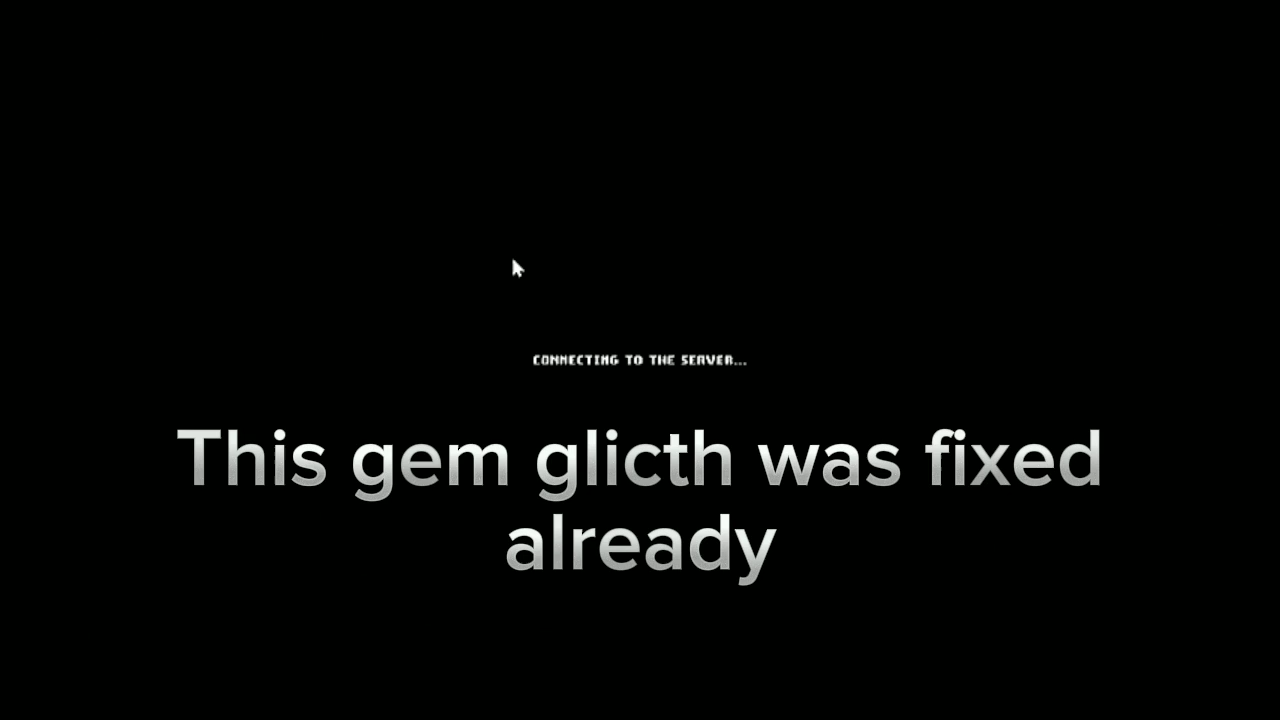 CONNECTING TO THE SERVER...
This gem glicth was fixed
already